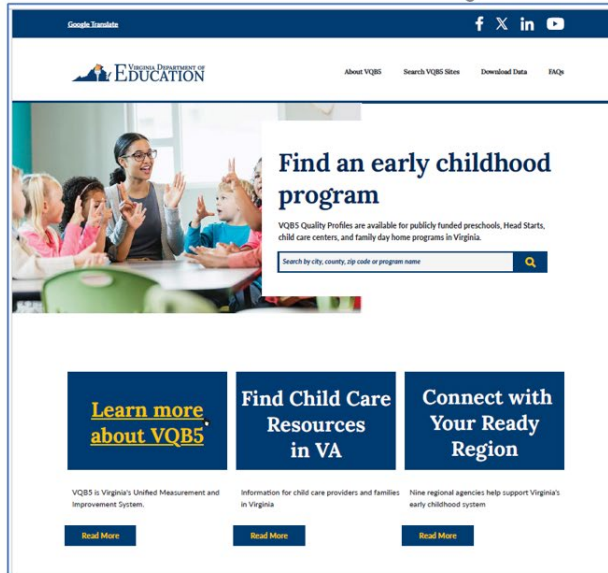 Google Translate
VIRGINIA DEPARTMENT OF
EDUCATION
About VQB5 Search VQB5 Sites Download Data FAQs
Find an early childhood
program
VQB5 Quality Profiles are available for publicly funded preschools, Head Starts,
child care centers, and family day home programs in Virginia.
Search by city, county, zip code or program name
Learn more
about VQB5
VQB5 is Virginia's Unified Measurement and
Improvement System.
Read More
Find Child Care
Resources
in VA
Information for child care providers and families
in Virginia
Read More
Connect with
Your Ready
Region
Nine regional agencies help support Virginia's
early childhood system
Read More